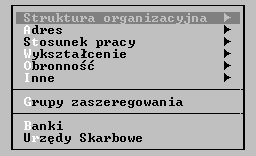 Struktura organizacyjna
Adres
Stosunek pracy
Wykształcenie
Obronność
Inne
Grupy zaszeregowania
Banki
Urzędy Skarbowe